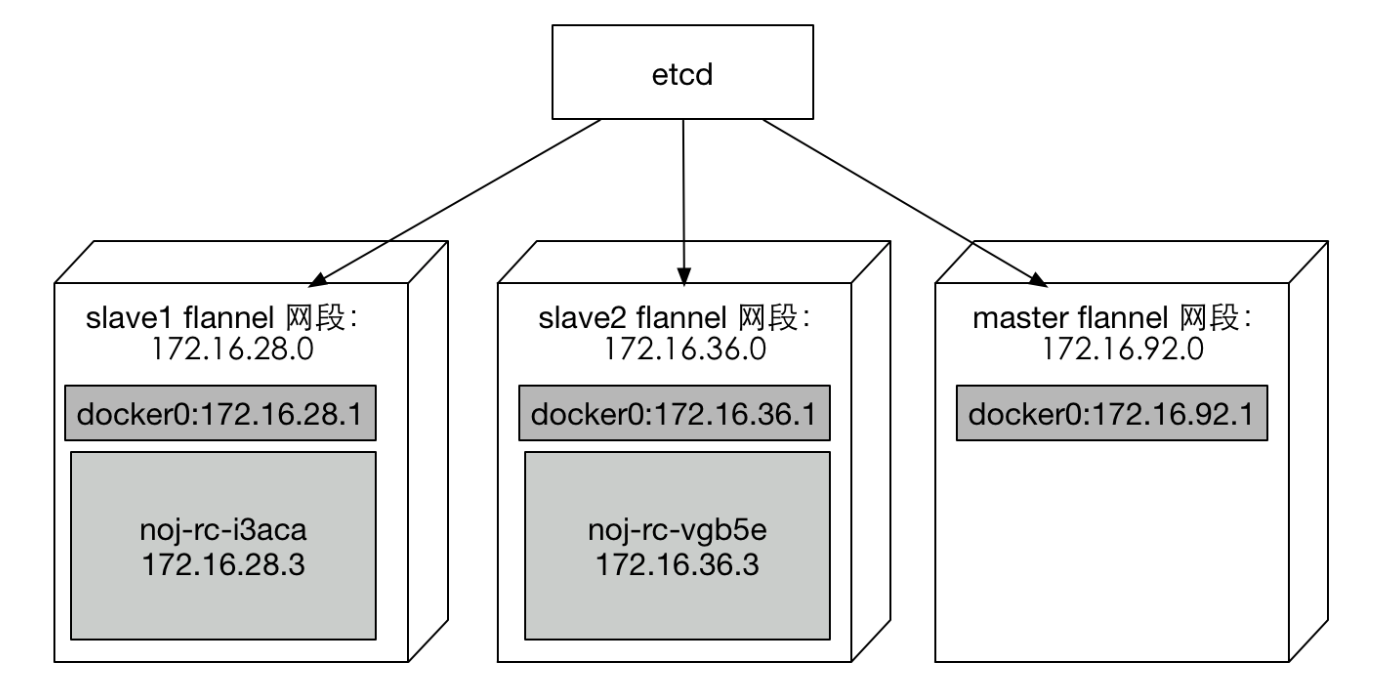 etcd
slave1 flannel 网段：
172.16.28.0
docker0:172.16.28.1
noj-rc-i3aca
172.16.28.3
slave2 flannel 网段：
172.16.36.0
docker0:172.16.36.1
noj-rc-vgb5e
172.16.36.3
master flannel 网段：
172.16.92.0
docker0:172.16.92.1